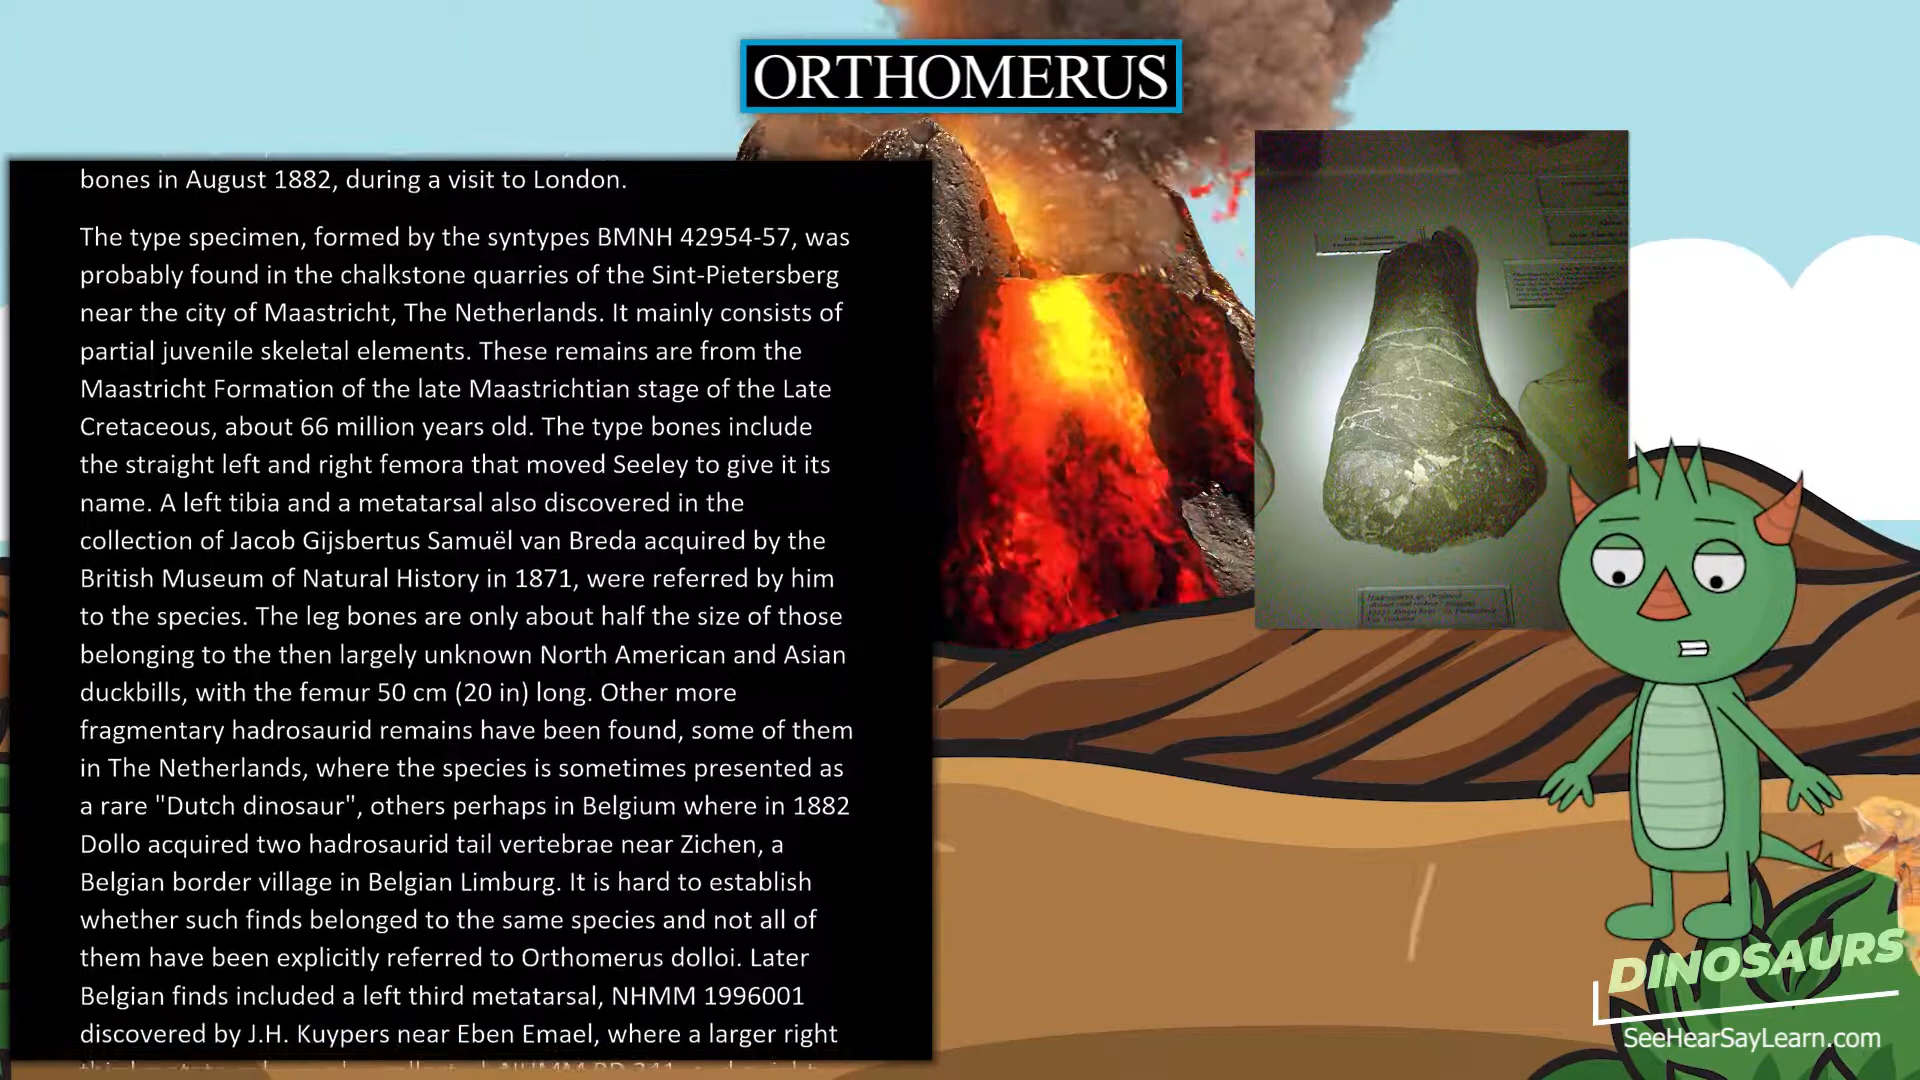 ORTHOMERUS
bones in August 1882, during a visit to London.
The type specimen, formed by the syntypes BMNH 42954-57, was
probably found in the chalkstone quarries of the Sint-Pietersberg
near the city of Maastricht, The Netherlands. It mainly consists of
partial juvenile skeletal elements. These remains are from the
Maastricht Formation of the late Maastrichtian stage of the Late
Cretaceous, about 66 million years old. The type bones include
the straight left and right femora that moved Seeley to give it its
name. A left tibia and a metatarsal also discovered in the
collection of Jacob Gijsbertus Samuël van Breda acquired by the
British Museum of Natural History in 1871, were referred by him
to the species. The leg bones are only about half the size of those
belonging to the then largely unknown North American and Asian
duckbills, with the femur 50 cm (20 in) long. Other more
fragmentary hadrosaurid remains have been found, some of them
in The Netherlands, where the species is sometimes presented as
a rare "Dutch dinosaur", others perhaps in Belgium where in 1882
Dollo acquired two hadrosaurid tail vertebrae near Zichen, a
Belgian border village in Belgian Limburg. It is hard to establish
whether such finds belonged to the same species and not all of
them have been explicitly referred to Orthomerus dolloi. Later
Belgian finds included a left third metatarsal, NHMM 1996001
discovered by J.H. Kuypers near Eben Emael, where a larger right
DINOSAURS
SeeHearSayLearn.com